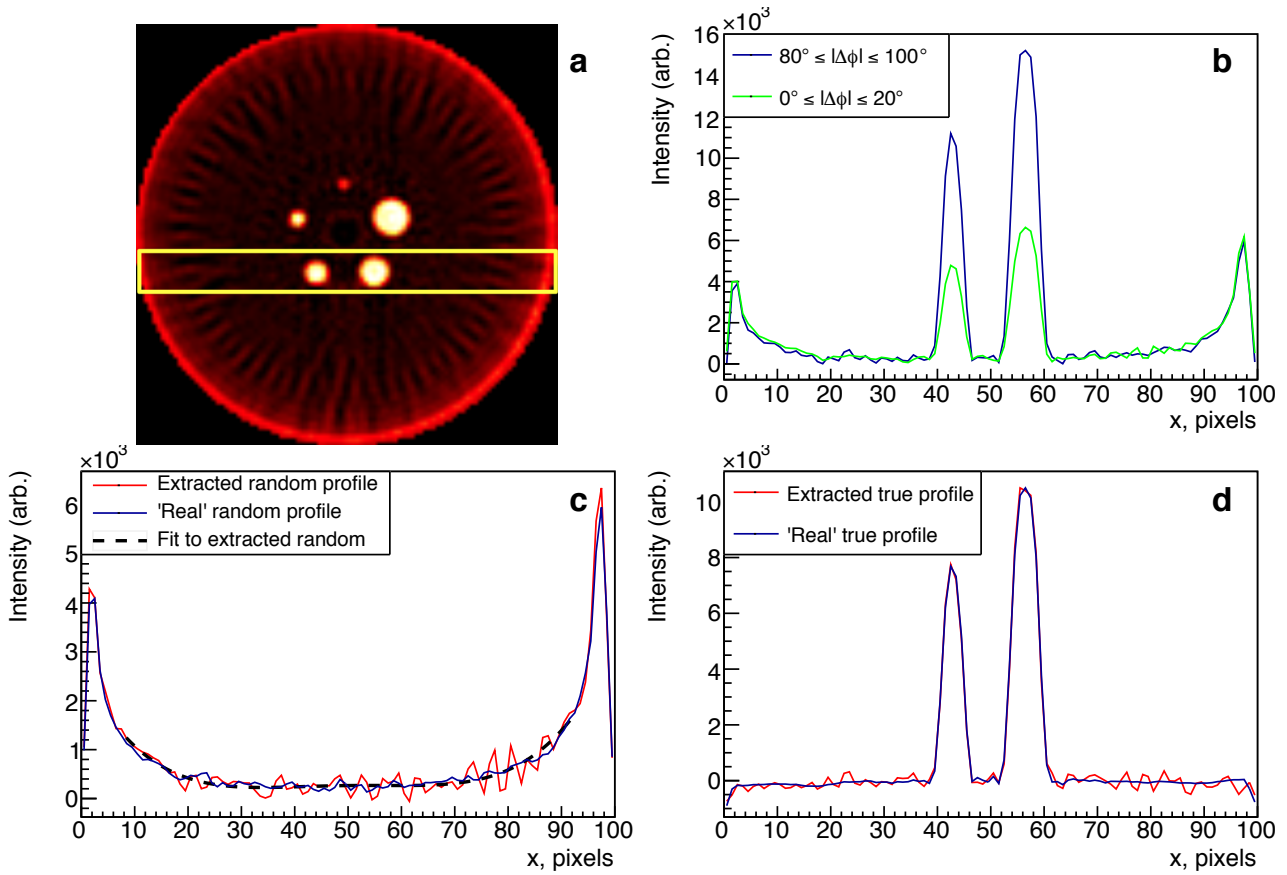 a
×10³
16
14
12
10
8
6
4
2
0
Intensity (arb.)
80° ≤ |Δϕ| ≤ 100°
0° ≤ |Δϕ| ≤ 20°
b
0 10 20 30 40 50 60 70 80 90 100
x, pixels
×10³
6
5
4
3
2
1
0
Intensity (arb.)
Extracted random profile
'Real' random profile
Fit to extracted random
c
0 10 20 30 40 50 60 70 80 90 100
x, pixels
×10³
10
8
6
4
2
0
Intensity (arb.)
Extracted true profile
'Real' true profile
d
0 10 20 30 40 50 60 70 80 90 100
x, pixels